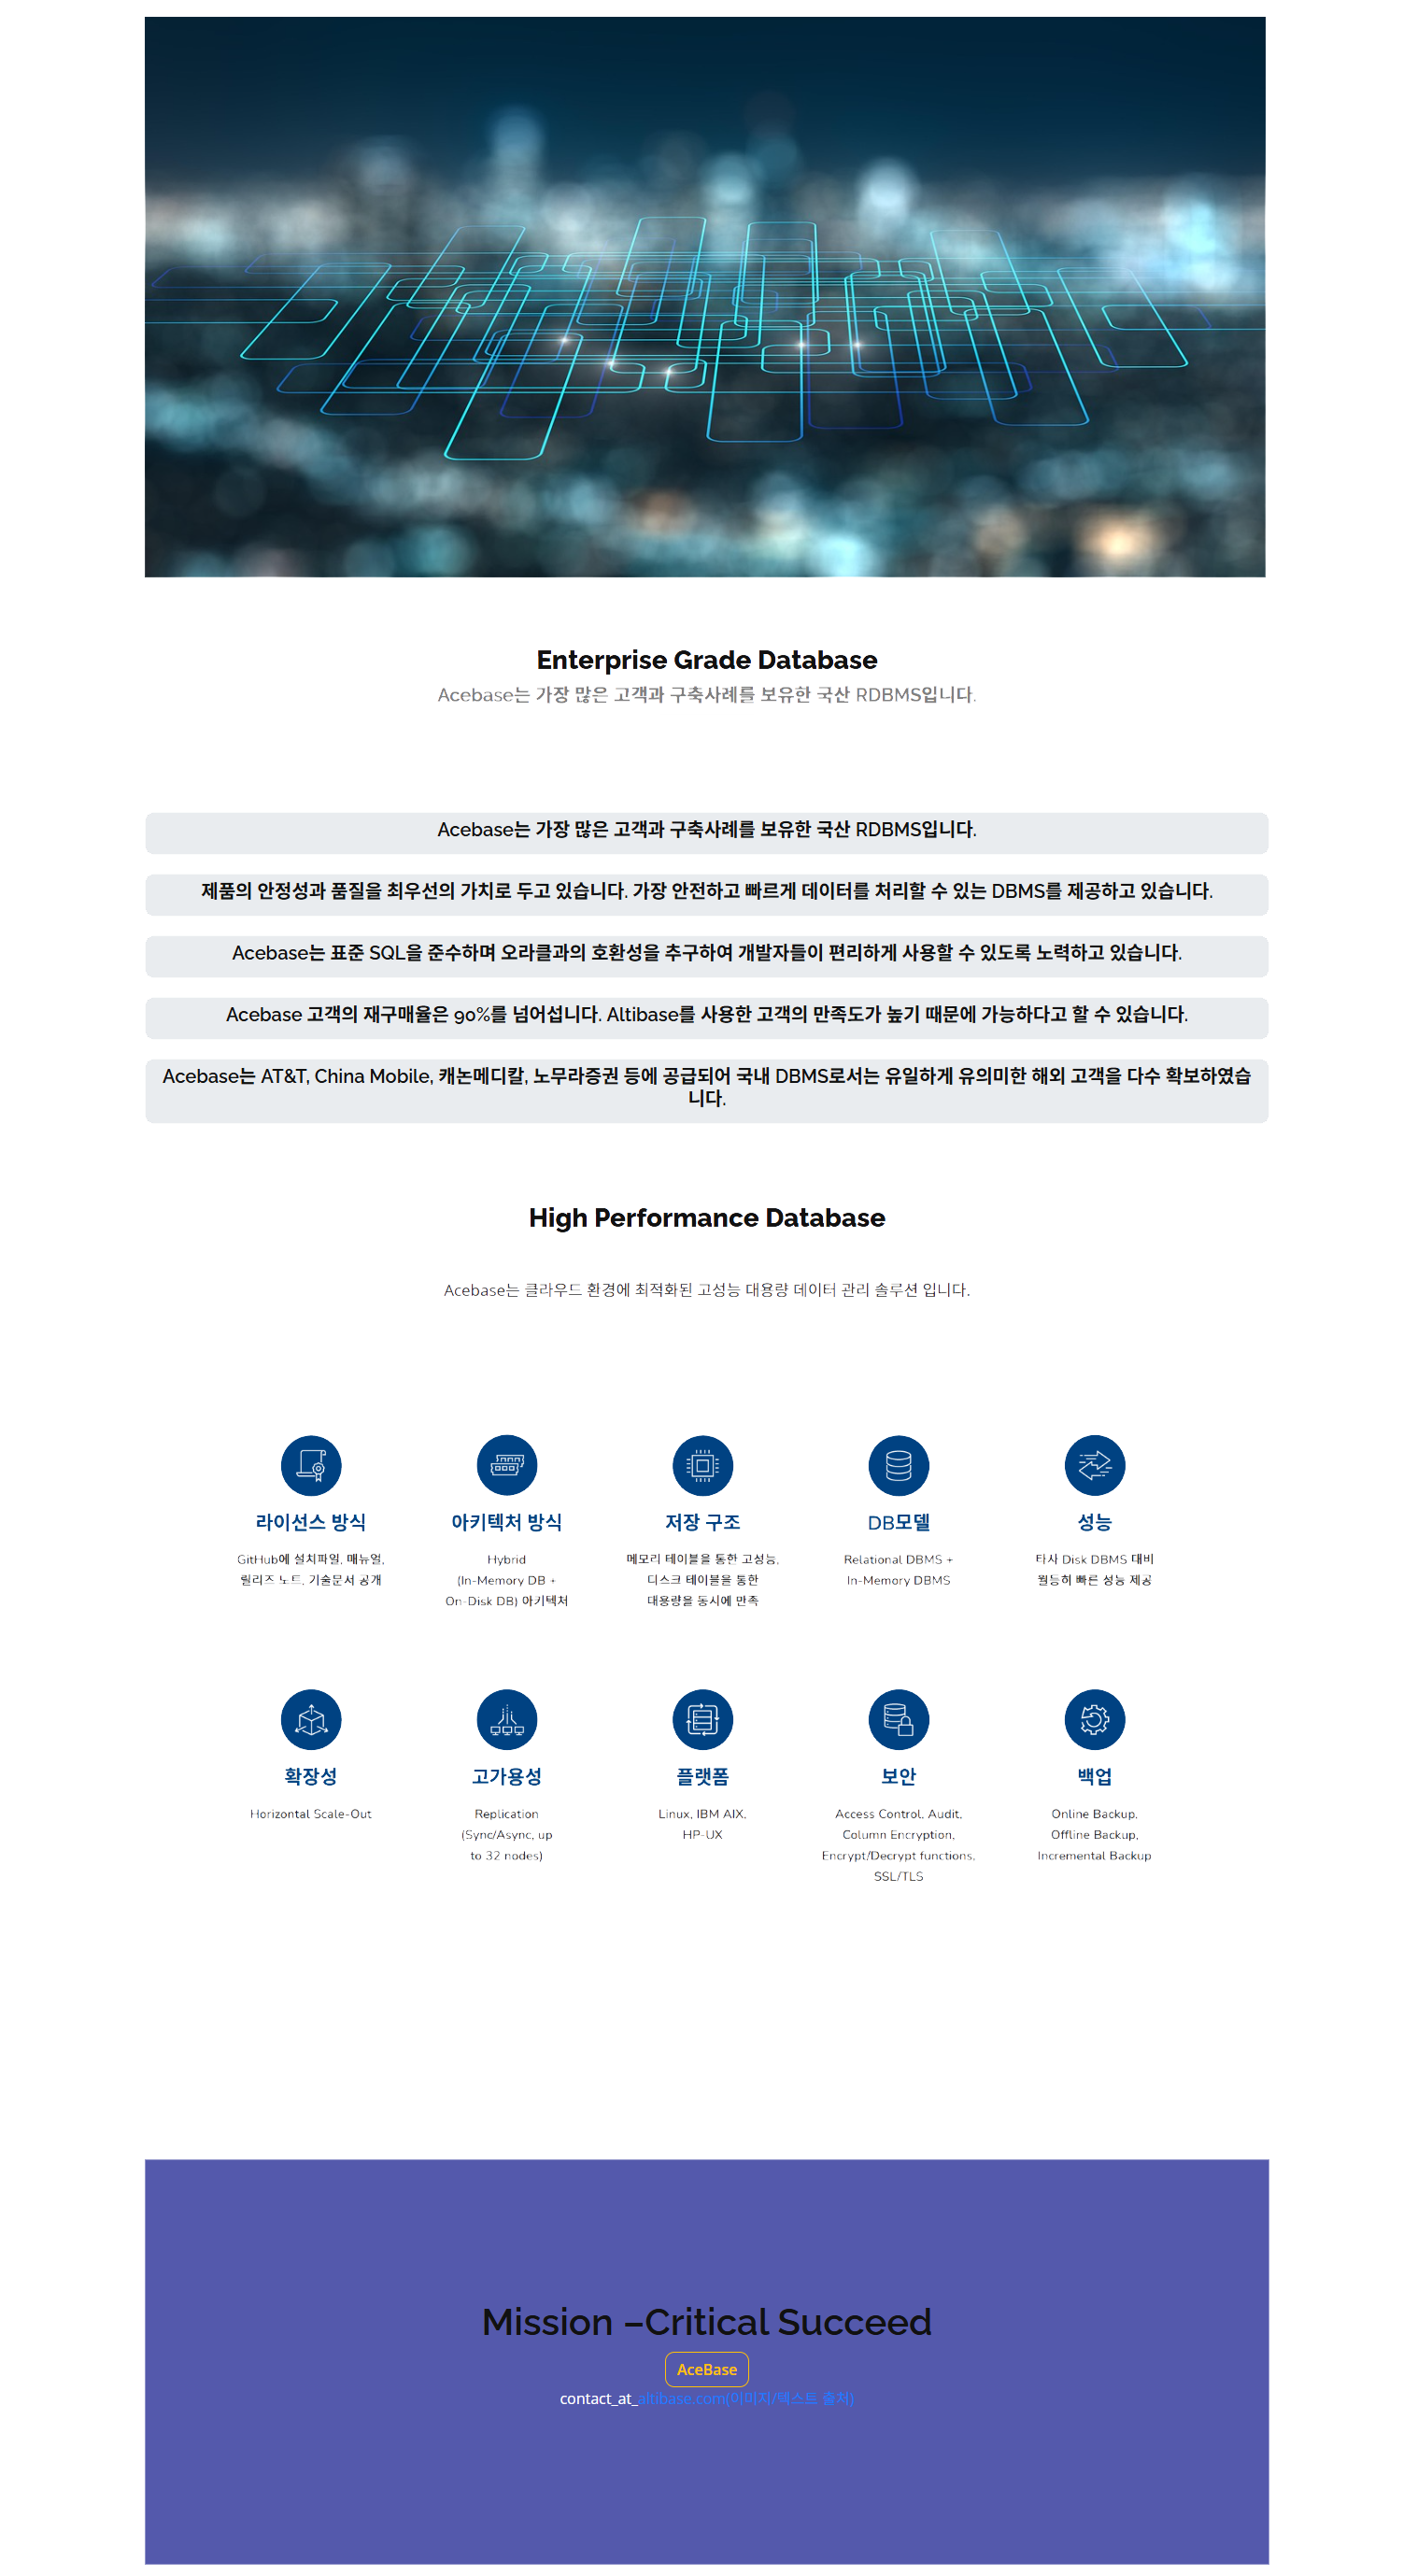 Enterprise Grade Database
Acebase는 가장 많은 고객과 구축사례를 보유한 국산 RDBMS입니다.
Acebase는 가장 많은 고객과 구축사례를 보유한 국산 RDBMS입니다.
제품의 안정성과 품질을 최우선의 가치로 두고 있습니다. 가장 안전하고 빠르게 데이터를 처리할 수 있는 DBMS를 제공하고 있습니다.
Acebase는 표준 SQL을 준수하며 오라클과의 호환성을 추구하여 개발자들이 편리하게 사용할 수 있도록 노력하고 있습니다.
Acebase 고객의 재구매율은 90%를 넘어섭니다. Altibase를 사용한 고객의 만족도가 높기 때문에 가능하다고 할 수 있습니다.
Acebase는 AT&T, China Mobile, 캐논메디칼, 노무라증권 등에 공급되어 국내 DBMS로서는 유일하게 유의미한 해외 고객을 다수 확보하였습
니다.
High Performance Database
Acebase는 클라우드 환경에 최적화된 고성능 대용량 데이터 관리 솔루션 입니다.
라이선스 방식
GitHub에 설치파일, 매뉴얼,
릴리즈 노트, 기술문서 공개
아키텍처 방식
Hybrid
(In-Memory DB +
On-Disk DB) 아키텍처
저장 구조
메모리 테이블을 통한 고성능,
디스크 테이블을 통한
대용량을 동시에 만족
DB모델
Relational DBMS +
In-Memory DBMS
성능
타사 Disk DBMS 대비
월등히 빠른 성능 제공
확장성
Horizontal Scale-Out
고가용성
Replication
(Sync/Async, up
to 32 nodes)
플랫폼
Linux, IBM AIX,
HP-UX
보안
Access Control, Audit,
Column Encryption,
Encrypt/Decrypt functions,
SSL/TLS
백업
Online Backup,
Offline Backup,
Incremental Backup
Mission –Critical Succeed
AceBase
contact_at_altibase.com(이미지/텍스트 출처)